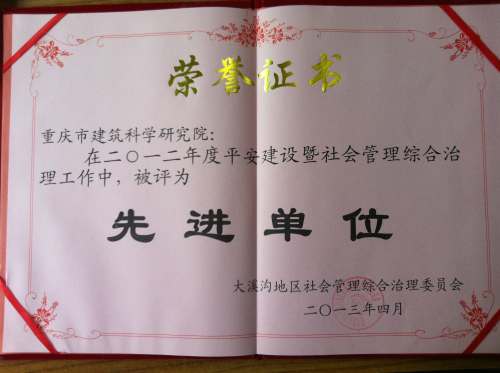 荣誉证书
重庆市建筑科学研究院：
在二〇一二年度平安建设暨社会管理综合治
理工作中，被评为
先进单位
大溪沟地区社会管理综合治理委员会
二〇一三年四月